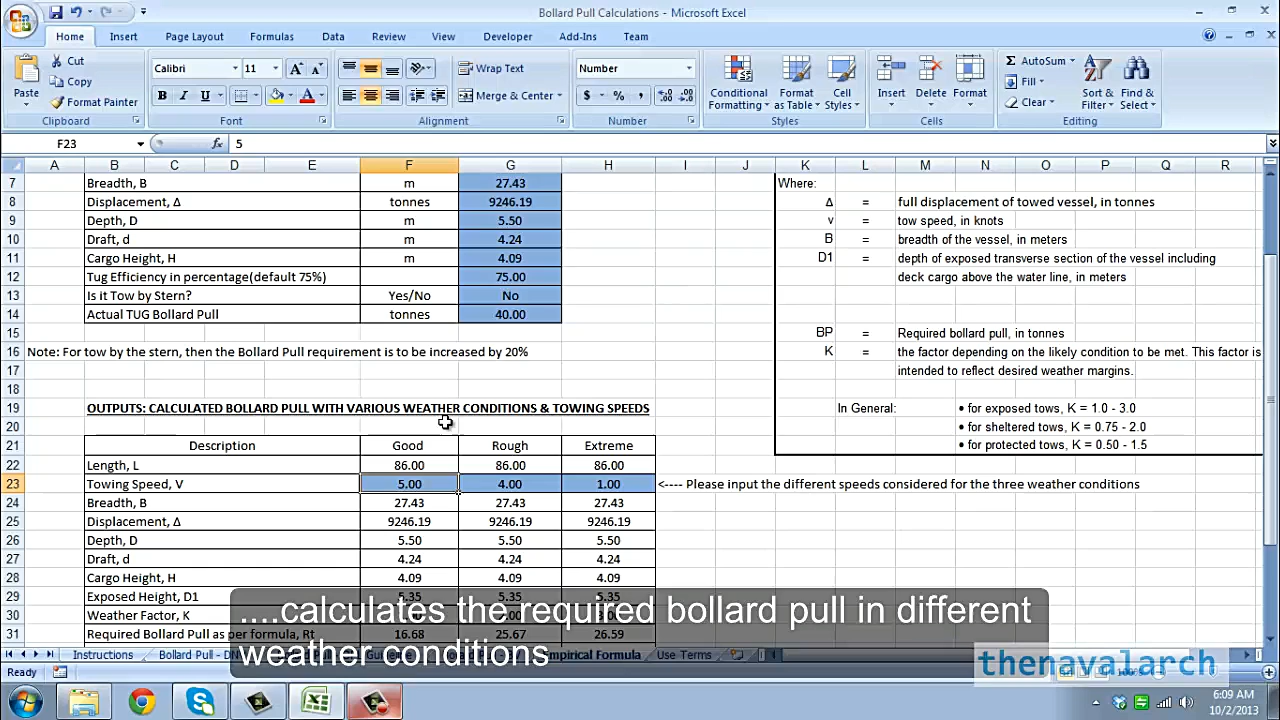 Bollard Pull Calculations - Microsoft Excel
Home Insert Page Layout Formulas Data Review View Developer Add-Ins Team
Paste Cut Copy Format Painter Clipboard
Calibri 11 B I U A Font
Wrap Text Merge & Center Alignment
Number $ % , Number
Conditional Formatting Format as Table Cell Styles Styles
Insert Delete Format Cells
Σ AutoSum Fill Clear Sort & Filter Find & Select Editing
F23 fx 5
A B C D E F G H I J K L M N O P Q R
7 Breadth, B m 27.43 Where:
8 Displacement, Δ tonnes 9246.19 Δ = full displacement of towed vessel, in tonnes
9 Depth, D m 5.50 v = tow speed, in knots
10 Draft, d m 4.24 B = breadth of the vessel, in meters
11 Cargo Height, H m 4.09 D1 = depth of exposed transverse section of the vessel including
12 Tug Efficiency in percentage(default 75%) 75.00 deck cargo above the water line, in meters
13 Is it Tow by Stern? Yes/No No
14 Actual TUG Bollard Pull tonnes 40.00
15 BP = Required bollard pull, in tonnes
16 Note: For tow by the stern, then the Bollard Pull requirement is to be increased by 20% K = the factor depending on the likely condition to be met. This factor is
17 intended to reflect desired weather margins.
18
19 OUTPUTS: CALCULATED BOLLARD PULL WITH VARIOUS WEATHER CONDITIONS & TOWING SPEEDS In General: • for exposed tows, K = 1.0 - 3.0
20 • for sheltered tows, K = 0.75 - 2.0
21 Description Good Rough Extreme • for protected tows, K = 0.50 - 1.5
22 Length, L 86.00 86.00 86.00
23 Towing Speed, V 5.00 4.00 1.00 <---- Please input the different speeds considered for the three weather conditions
24 Breadth, B 27.43 27.43 27.43
25 Displacement, Δ 9246.19 9246.19 9246.19
26 Depth, D 5.50 5.50 5.50
27 Draft, d 4.24 4.24 4.24
28 Cargo Height, H 4.09 4.09 4.09
29 Exposed Height, D1 5.35 5.35 5.35
30 Weather Factor, K
31 Required Bollard Pull as per formula, Rt 16.68 25.67 26.59
....calculates the required bollard pull in different
weather conditions
Instructions Bollard Pull - DN Empirical Formula Use Terms
Ready
thenavalarch
6:09 AM
10/2/2013